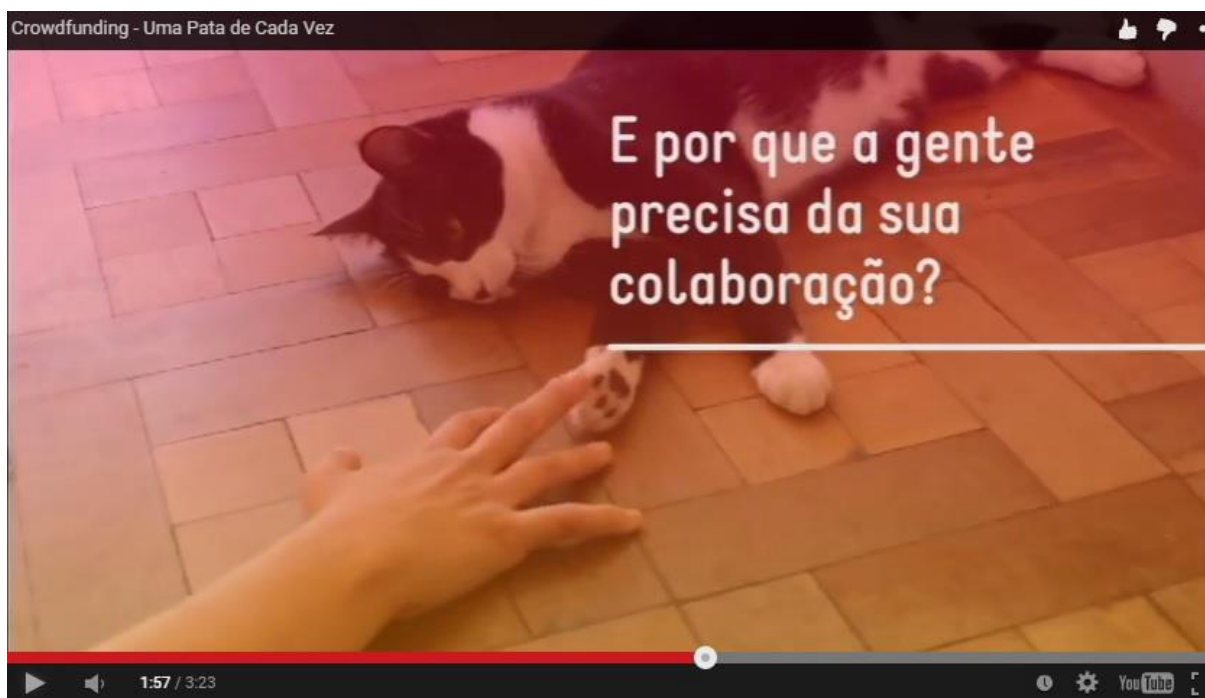 Crowdfunding - Uma Pata de Cada Vez
E por que a gente
precisa da sua
colaboração?
1:57 / 3:23
YouTube